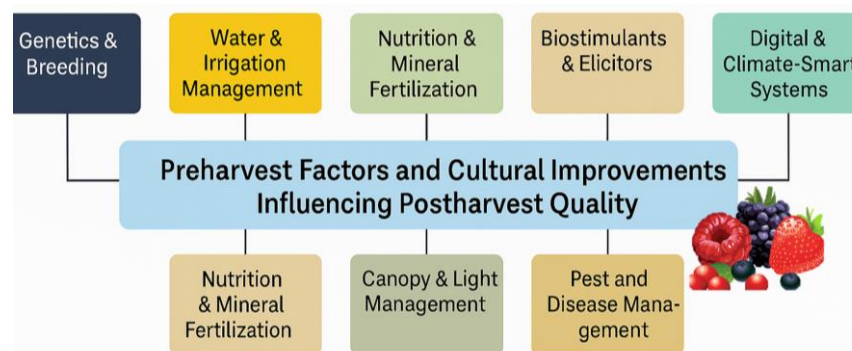 Genetics &
Breeding
Water &
Irrigation
Management
Nutrition &
Mineral
Fertilization
Biostimulants
& Elicitors
Digital &
Climate-Smart
Systems
Preharvest Factors and Cultural Improvements
Influencing Postharvest Quality
Nutrition
& Mineral
Fertilization
Canopy & Light
Management
Pest and
Disease Mana-
gement